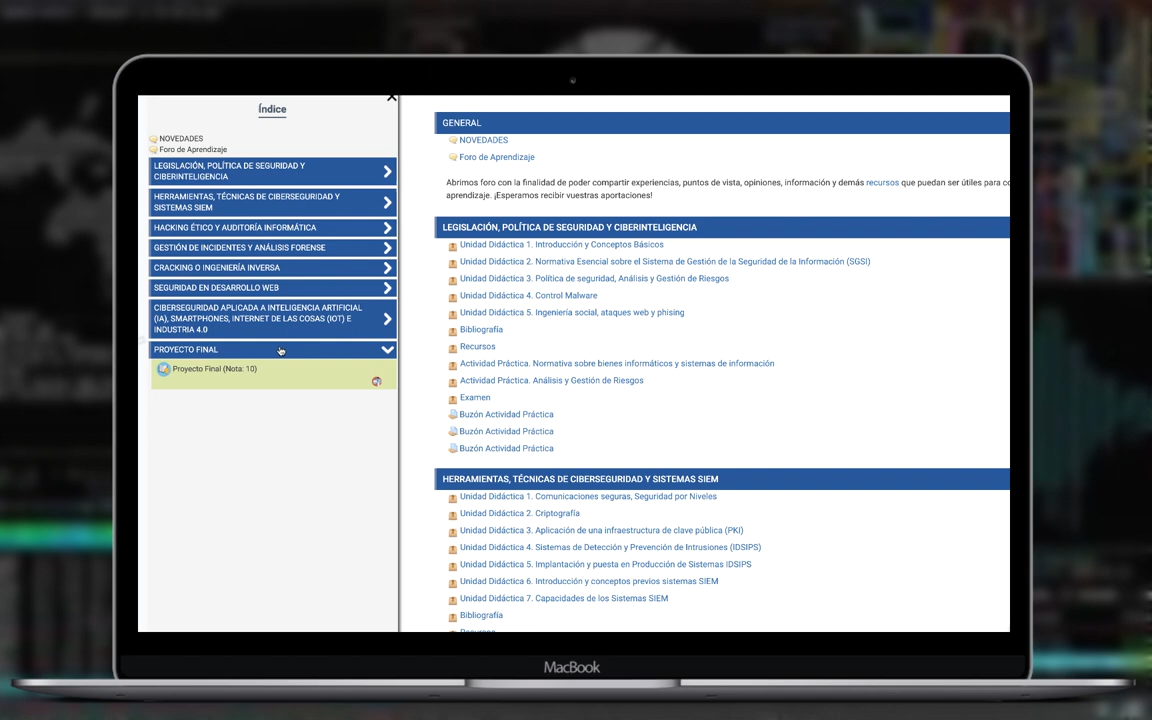 Índice
NOVEDADES
Foro de Aprendizaje
LEGISLACIÓN, POLÍTICA DE SEGURIDAD Y
CIBERINTELIGENCIA
HERRAMIENTAS, TÉCNICAS DE CIBERSEGURIDAD Y
SISTEMAS SIEM
HACKING ÉTICO Y AUDITORÍA INFORMÁTICA
GESTIÓN DE INCIDENTES Y ANÁLISIS FORENSE
CRACKING O INGENIERÍA INVERSA
SEGURIDAD EN DESARROLLO WEB
CIBERSEGURIDAD APLICADA A INTELIGENCIA ARTIFICIAL
(IA), SMARTPHONES, INTERNET DE LAS COSAS (IOT) E
INDUSTRIA 4.0
PROYECTO FINAL
Proyecto Final (Nota: 10)
GENERAL
NOVEDADES
Foro de Aprendizaje
Abrimos foro con la finalidad de poder compartir experiencias, puntos de vista, opiniones, información y demás recursos que puedan ser útiles para
aprendizaje. ¡Esperamos recibir vuestras aportaciones!
LEGISLACIÓN, POLÍTICA DE SEGURIDAD Y CIBERINTELIGENCIA
Unidad Didáctica 1. Introducción y Conceptos Básicos
Unidad Didáctica 2. Normativa Esencial sobre el Sistema de Gestión de la Seguridad de la Información (SGSI)
Unidad Didáctica 3. Política de seguridad, Análisis y Gestión de Riesgos
Unidad Didáctica 4. Control Malware
Unidad Didáctica 5. Ingeniería social, ataques web y phising
Bibliografía
Recursos
Actividad Práctica. Normativa sobre bienes informáticos y sistemas de información
Actividad Práctica. Análisis y Gestión de Riesgos
Examen
Buzón Actividad Práctica
Buzón Actividad Práctica
Buzón Actividad Práctica
HERRAMIENTAS, TÉCNICAS DE CIBERSEGURIDAD Y SISTEMAS SIEM
Unidad Didáctica 1. Comunicaciones seguras, Seguridad por Niveles
Unidad Didáctica 2. Criptografía
Unidad Didáctica 3. Aplicación de una infraestructura de clave pública (PKI)
Unidad Didáctica 4. Sistemas de Detección y Prevención de Intrusiones (IDSIPS)
Unidad Didáctica 5. Implantación y puesta en Producción de Sistemas IDSIPS
Unidad Didáctica 6. Introducción y conceptos previos sistemas SIEM
Unidad Didáctica 7. Capacidades de los Sistemas SIEM
Bibliografía
MacBook